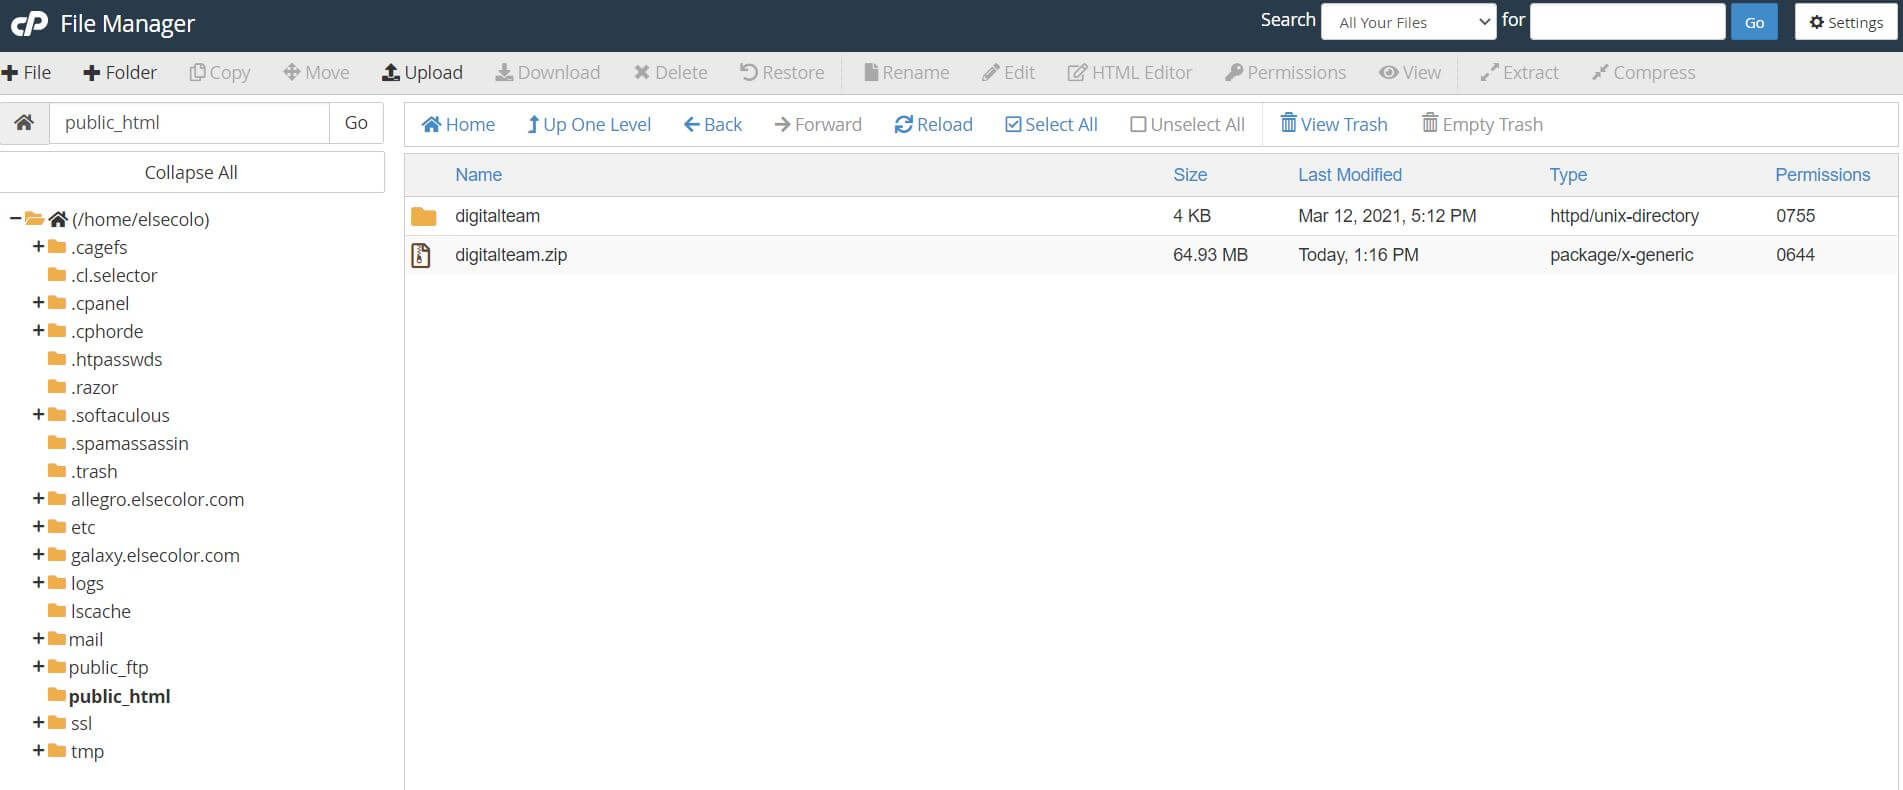 cP File Manager Search All Your Files for Go Settings
File Folder Copy Move Upload Download Delete Restore Rename Edit HTML Editor Permissions View Extract Compress
public_html Go
Home Up One Level Back Forward Reload Select All Unselect All View Trash Empty Trash
Collapse All
Name Size Last Modified Type Permissions
digitalteam 4 KB Mar 12, 2021, 5:12 PM httpd/unix-directory 0755
digitalteam.zip 64.93 MB Today, 1:16 PM package/x-generic 0644
(/home/elsecolo)
.cagefs
.cl.selector
.cpanel
.cphorde
.htpasswds
.razor
.softaculous
.spamassassin
.trash
allegro.elsecolor.com
etc
galaxy.elsecolor.com
logs
lscache
mail
public_ftp
public_html
ssl
tmp